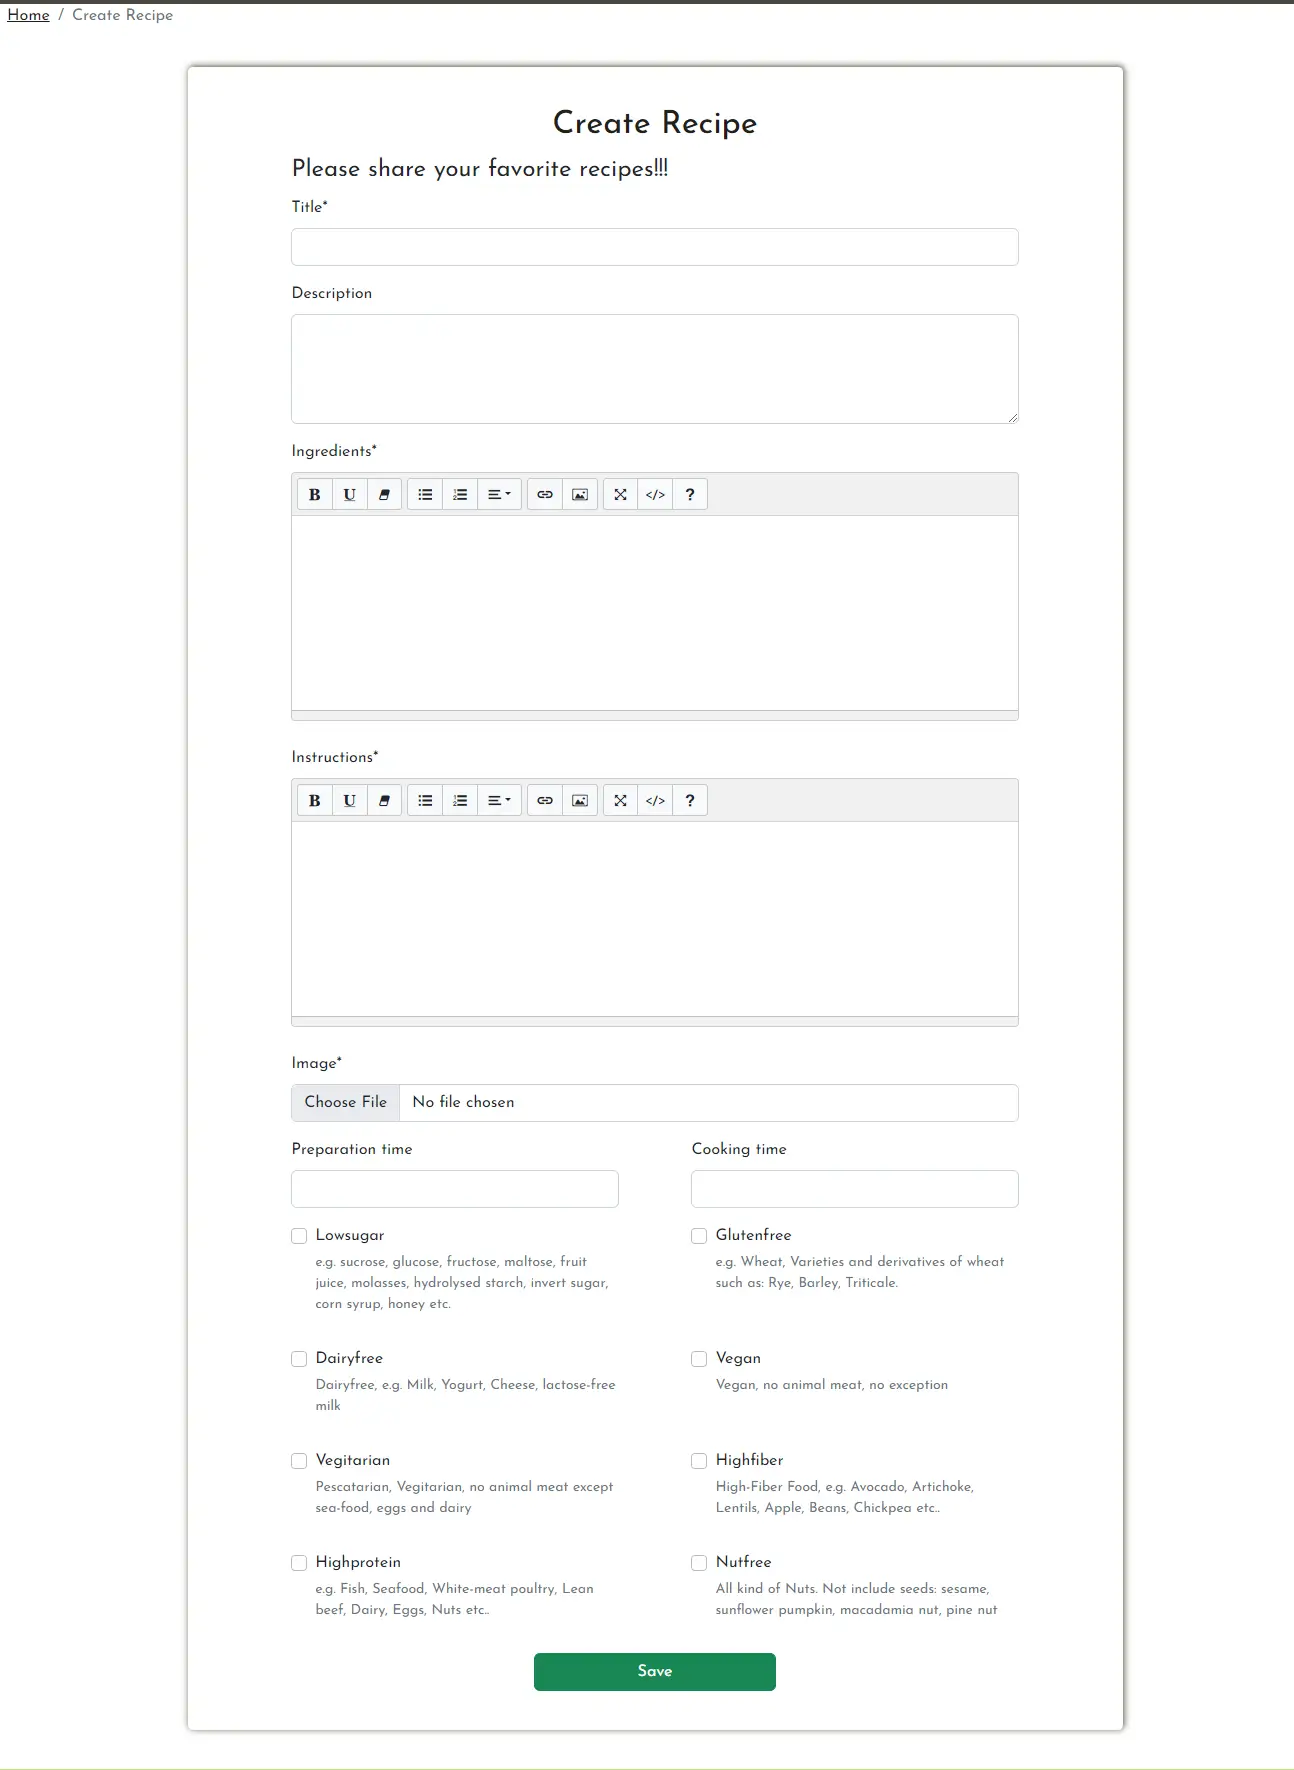 Home / Create Recipe
Create Recipe
Please share your favorite recipes!!!
Title*
Description
Ingredients*
B U </> ?
Instructions*
B U </> ?
Image*
Choose File No file chosen
Preparation time
Cooking time
Lowsugar
e.g. sucrose, glucose, fructose, maltose, fruit
juice, molasses, hydrolysed starch, invert sugar,
corn syrup, honey etc.
Glutenfree
e.g. Wheat, Varieties and derivatives of wheat
such as: Rye, Barley, Triticale.
Dairyfree
Dairyfree, e.g. Milk, Yogurt, Cheese, lactose-free
milk
Vegan
Vegan, no animal meat, no exception
Vegitarian
Pescatarian, Vegitarian, no animal meat except
sea-food, eggs and dairy
Highfiber
High-Fiber Food, e.g. Avocado, Artichoke,
Lentils, Apple, Beans, Chickpea etc..
Highprotein
e.g. Fish, Seafood, White-meat poultry, Lean
beef, Dairy, Eggs, Nuts etc..
Nutfree
All kind of Nuts. Not include seeds: sesame,
sunflower pumpkin, macadamia nut, pine nut
Save